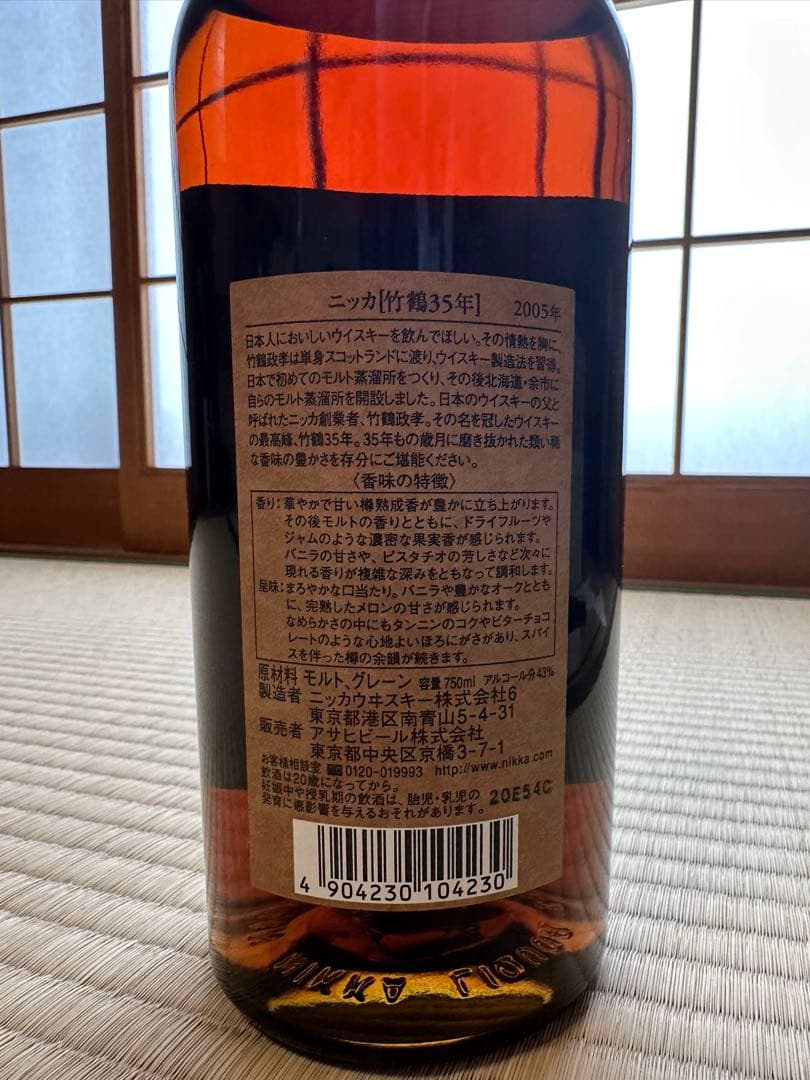 ニッカ[竹鶴35年] 2005年
日本人においしいウイスキーを飲んでほしい。その情熱を胸に、
竹鶴政孝は単身スコットランドに渡り、ウイスキー製造法を習得。
日本で初めてのモルト蒸溜所をつくり、その後北海道・余市に
自らのモルト蒸溜所を開設しました。日本のウイスキーの父と
呼ばれたニッカ創業者、竹鶴政孝。その名を冠したウイスキー
の最高峰、竹鶴35年。35年もの歳月に磨き抜かれた類い稀
な香味の豊かさを存分にご堪能ください。
〈香味の特徴〉
香り:華やかで甘い樽熟成香が豊かに立ち上がります。
その後モルトの香りとともに、ドライフルーツや
ジャムのような濃密な果実香が感じられます。
バニラの甘さや、ピスタチオの芳しさなど次々に
現れる香りが複雑な深みをともなって調和します。
呈味:まろやかな口当たり。バニラや豊かなオークととも
に、完熟したメロンの甘さが感じられます。
なめらかさの中にもタンニンのコクやビターチョコ
レートのような心地よいほろにがさがあり、スパイ
スを伴った樽の余韻が続きます。
原材料 モルト、グレーン 容量 750ml アルコール分43%
製造者 ニッカウヰスキー株式会社6
東京都港区南青山5-4-31
販売者 アサヒビール株式会社
東京都中央区京橋3-7-1
お客様相談室 0120-019993 http://www.nikka.com
飲酒は20歳になってから。
妊娠中や授乳期の飲酒は、胎児・乳児の
発育に悪影響を与えるおそれがあります。
20E54C
4 904230 104230
NIKKA